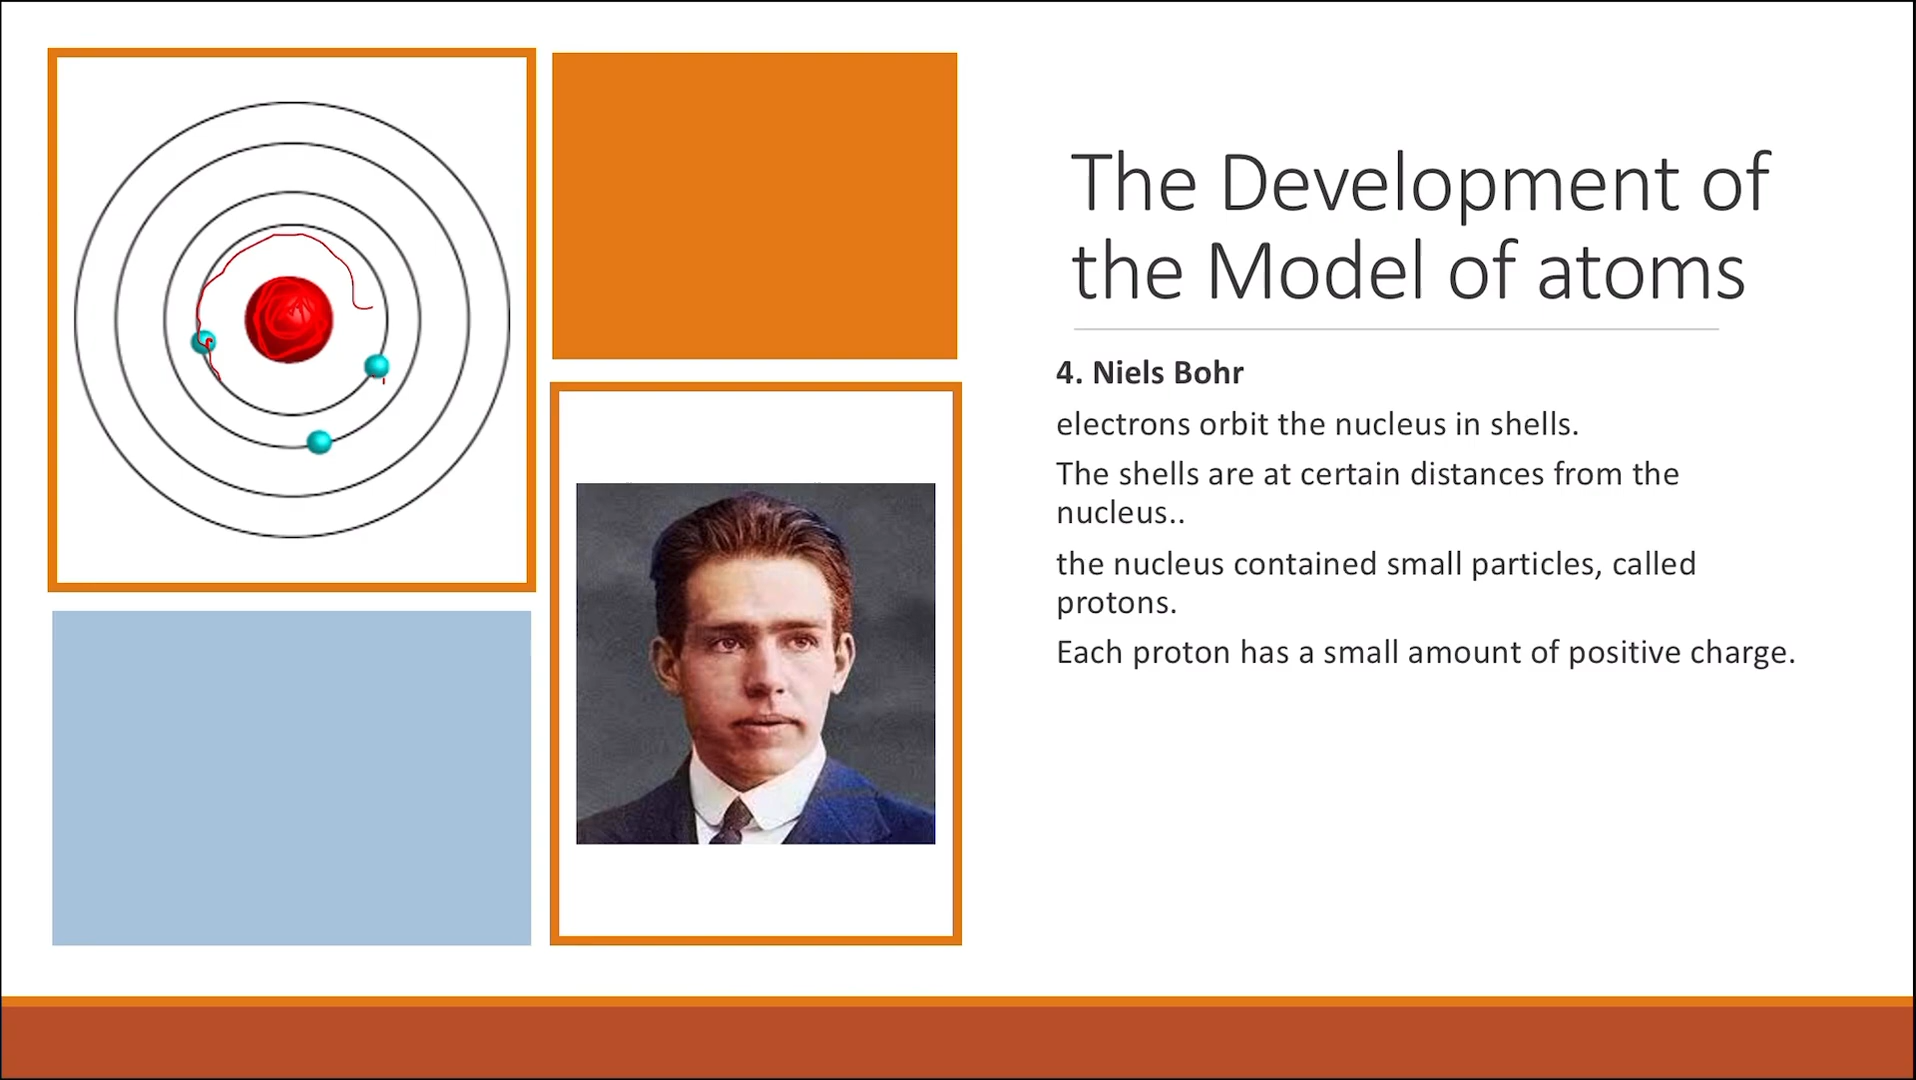 The Development of
the Model of atoms
4. Niels Bohr
electrons orbit the nucleus in shells.
The shells are at certain distances from the
nucleus..
the nucleus contained small particles, called
protons.
Each proton has a small amount of positive charge.